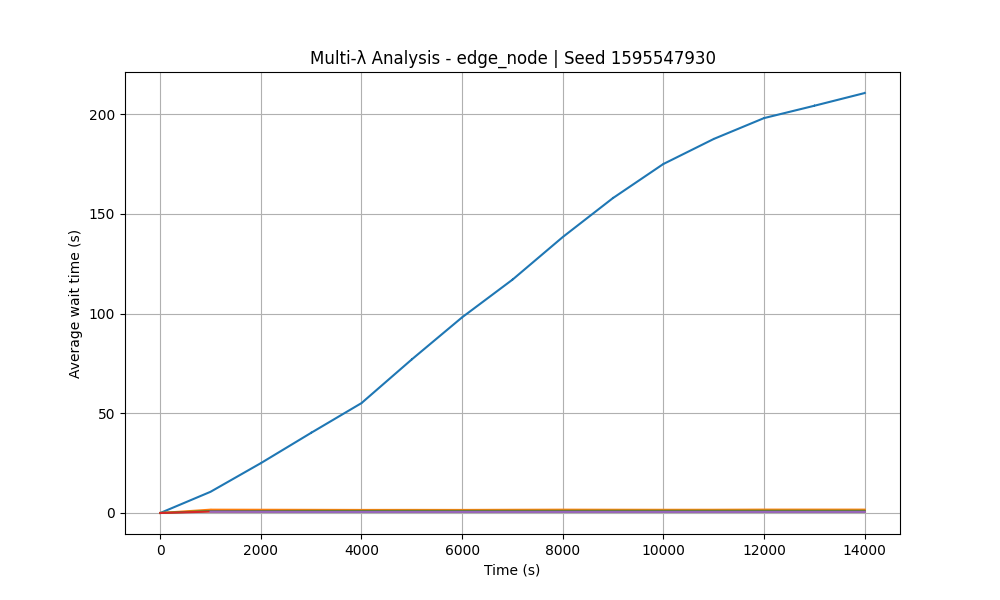 Multi-λ Analysis - edge_node | Seed 1595547930
Average wait time (s)
200
150
100
50
0
0 2000 4000 6000 8000 10000 12000 14000
Time (s)